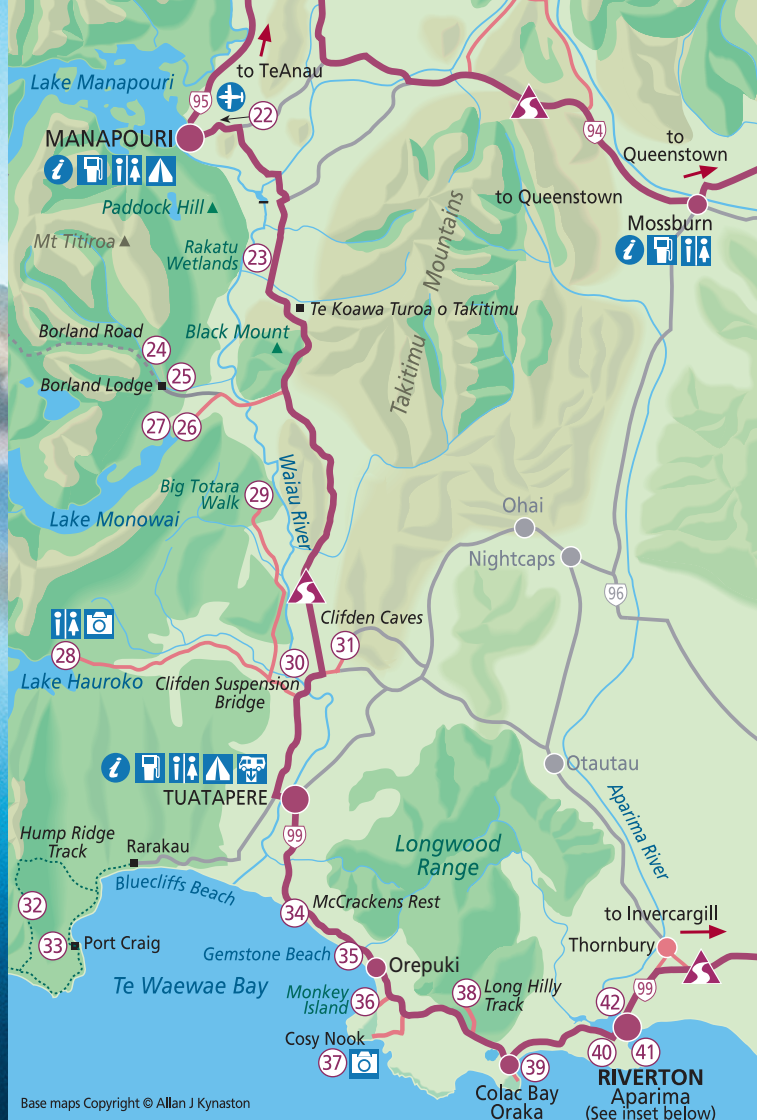 to TeAnau
Lake Manapouri
95
22
MANAPOURI
94
to
Queenstown
i
Paddock Hill
to Queenstown
Mossburn
i
Mt Titiroa
Rakatu
Wetlands
23
Takitimu Mountains
Te Koawa Turoa o Takitimu
Borland Road
24
Black Mount
Borland Lodge
25
27
26
Waiau River
Big Totara
Walk
29
Lake Monowai
Ohai
Nightcaps
96
Clifden Caves
31
28
30
Lake Hauroko
Clifden Suspension
Bridge
i
TUATAPERE
Otautau
Aparima River
99
Hump Ridge
Track
Rarakau
Longwood
Range
Bluecliffs Beach
32
34
McCrackens Rest
to Invercargill
33
Port Craig
Thornbury
Gemstone Beach
35
Orepuki
Te Waewae Bay
99
Monkey
Island
36
38
Long Hilly
Track
42
Cosy Nook
37
39
40
41
Colac Bay
Oraka
RIVERTON
Aparima
(See inset below)
Base maps Copyright © Allan J Kynaston